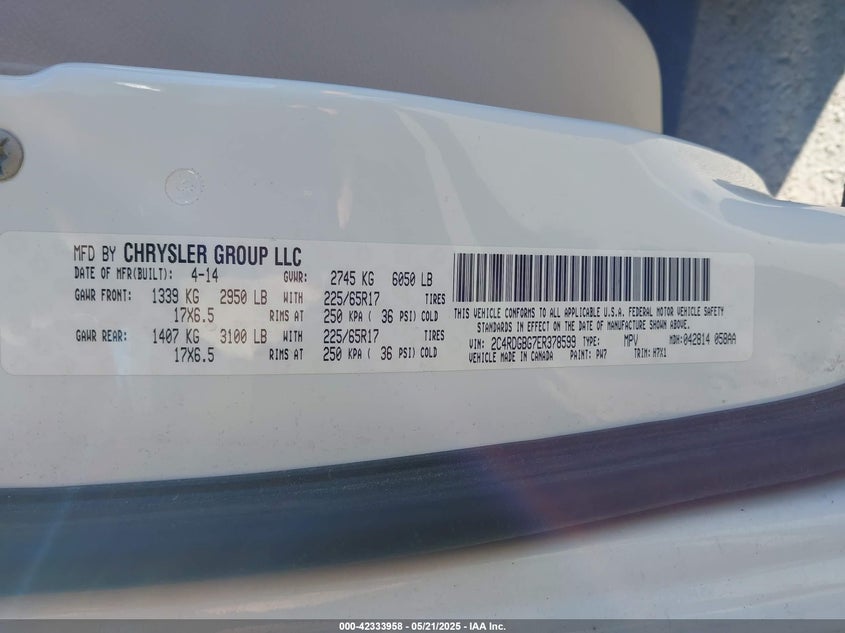 MFD BY CHRYSLER GROUP LLC
DATE OF MFR(BUILT): 4-14 GVWR: 2745 KG 6050 LB
GAWR FRONT: 1339 KG 2950 LB WITH 225/65R17 TIRES
17X6.5 RIMS AT 250 KPA ( 36 PSI) COLD
GAWR REAR: 1407 KG 3100 LB WITH 225/65R17 TIRES
17X6.5 RIMS AT 250 KPA ( 36 PSI) COLD
THIS VEHICLE CONFORMS TO ALL APPLICABLE U.S.A. FEDERAL MOTOR VEHICLE SAFETY
STANDARDS IN EFFECT ON THE DATE OF MANUFACTURE SHOWN ABOVE.
VIN: 2C4RDGBG7ER378599 TYPE: MPV MDH: 042814 058AA
VEHICLE MADE IN CANADA PAINT: PW7 TRIM: H7X1
000-42333958 - 05/21/2025 - IAA Inc.